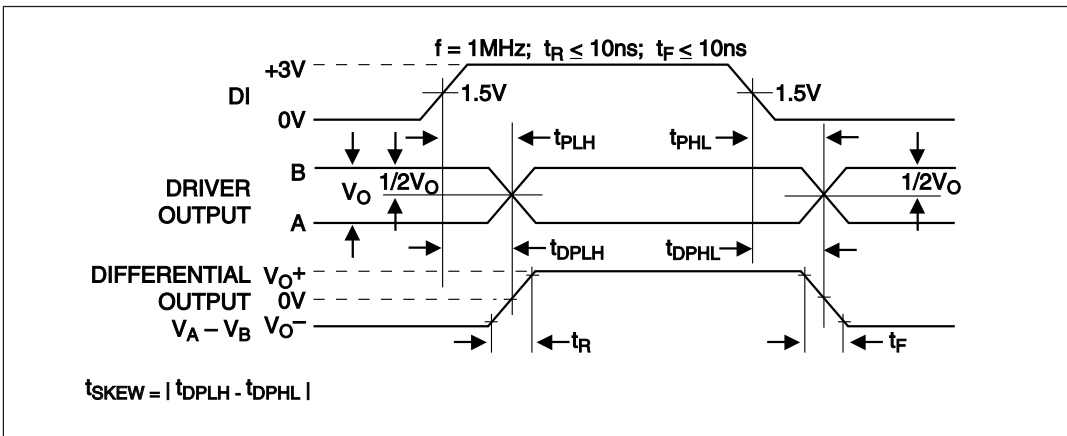 f = 1MHz; tR ≤ 10ns; tF ≤ 10ns
+3V
DI
1.5V
1.5V
0V
tPLH
tPHL
B
DRIVER
OUTPUT
VO
1/2VO
1/2VO
A
tDPLH
tDPHL
DIFFERENTIAL
OUTPUT
VA – VB
VO+
0V
VO–
tR
tF
tSKEW = | tDPLH - tDPHL |